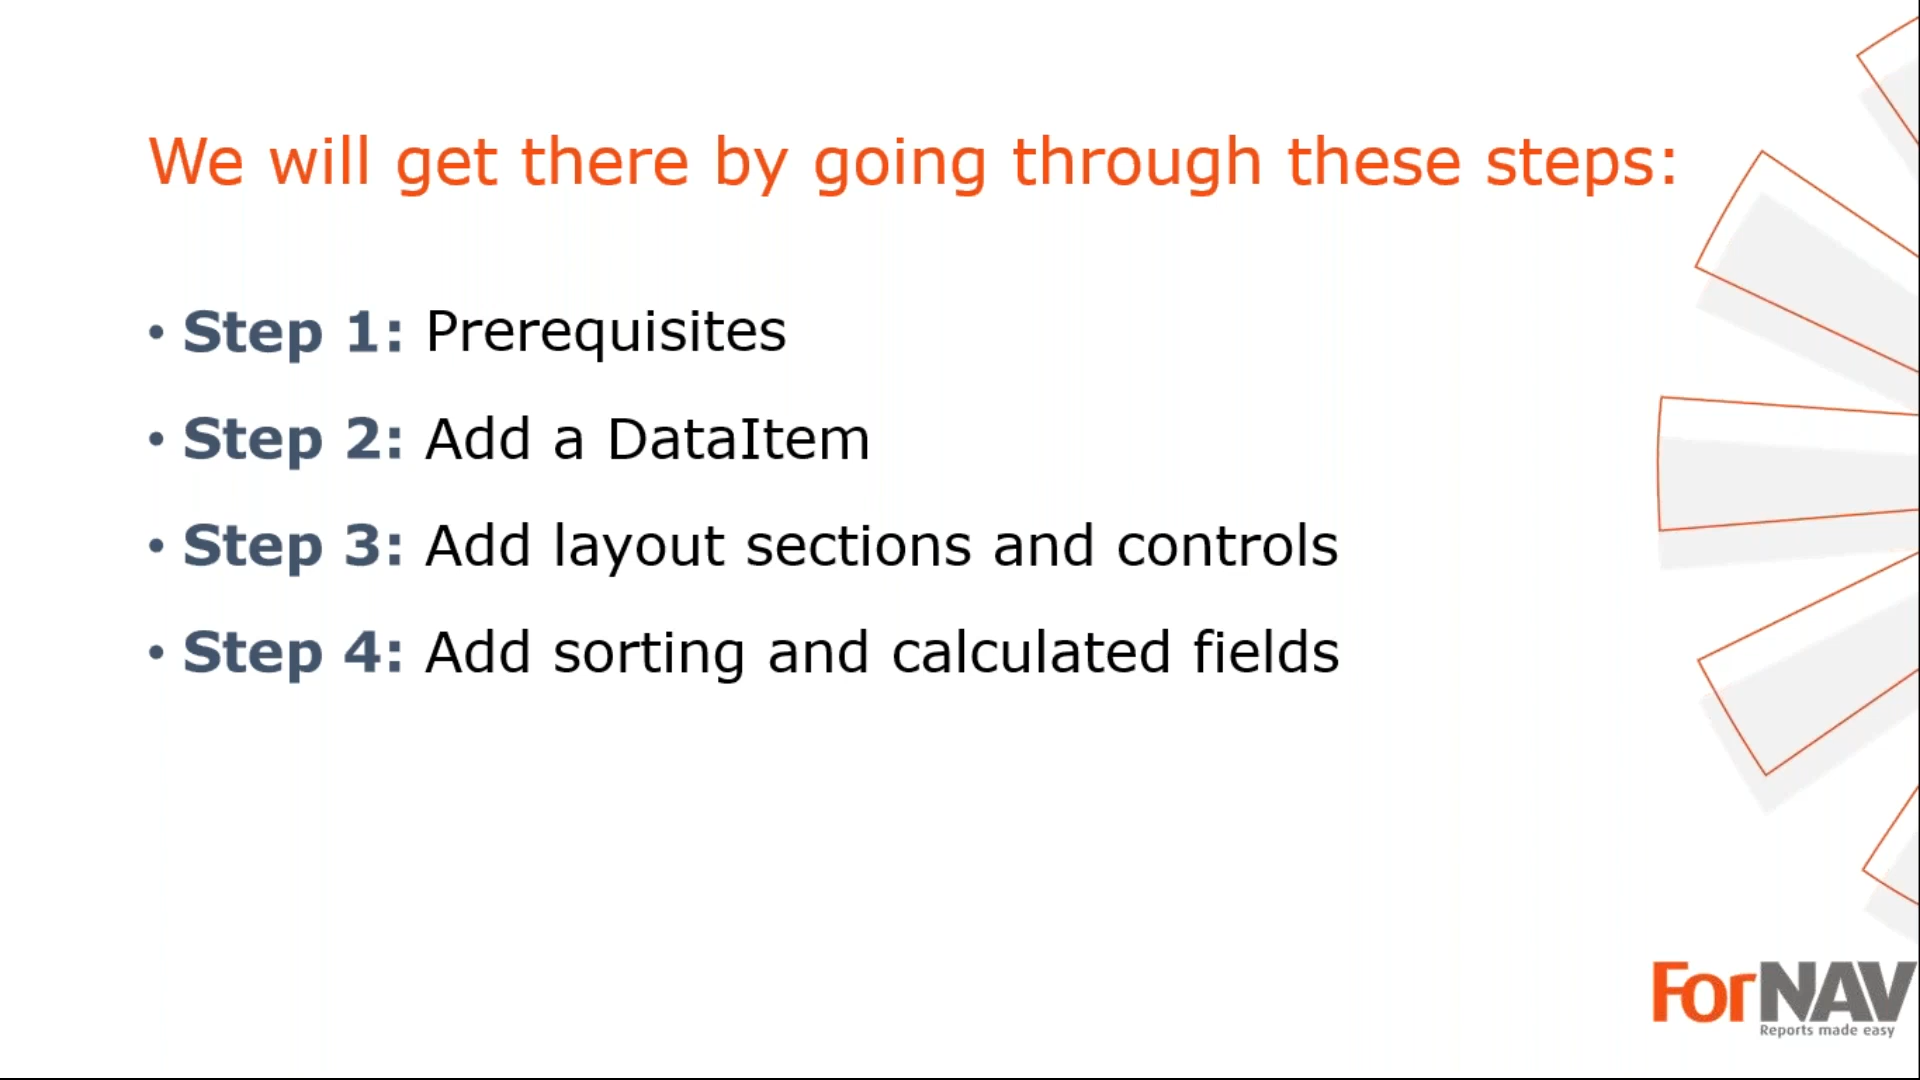 We will get there by going through these steps:
• Step 1: Prerequisites
• Step 2: Add a DataItem
• Step 3: Add layout sections and controls
• Step 4: Add sorting and calculated fields
ForNAV
Reports made easy